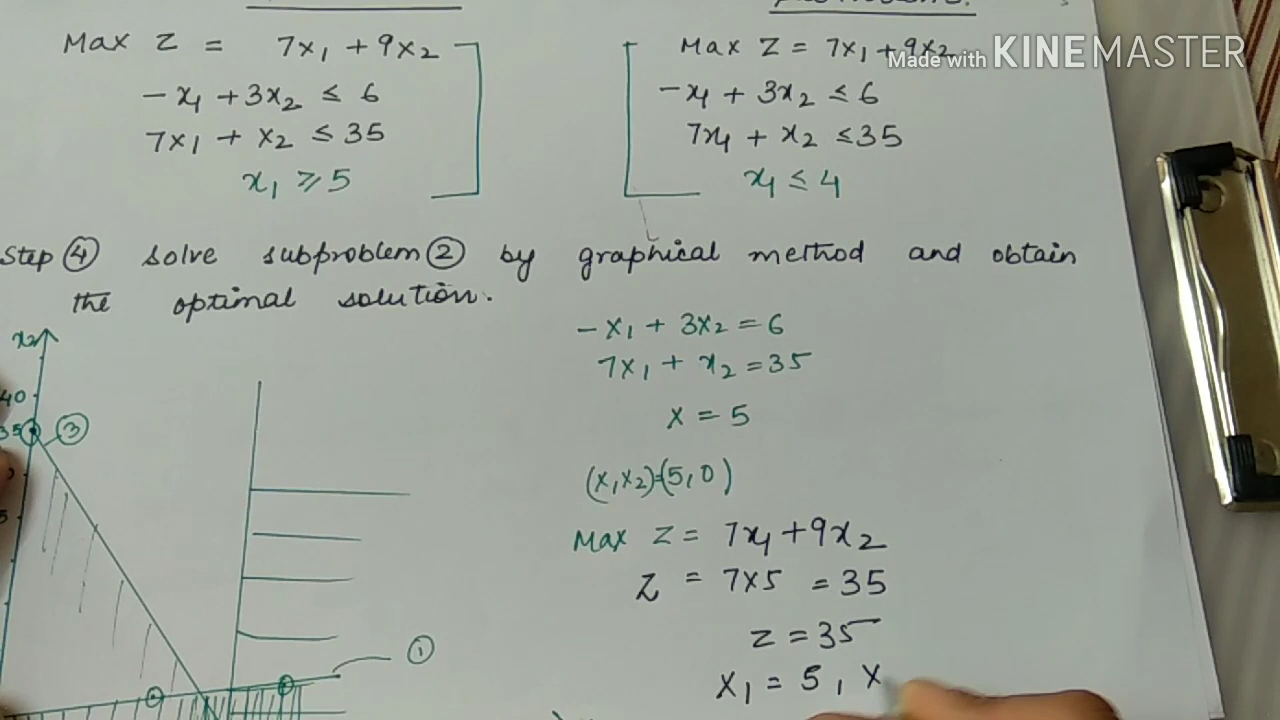 Max Z = 7x1 + 9x2
-x1 + 3x2 ≤ 6
7x1 + x2 ≤ 35
x1 ≥ 5
Max Z = 7x1 + 9x2
-x1 + 3x2 ≤ 6
7x1 + x2 ≤ 35
x1 ≤ 4
Made with KINEMASTER
Step ④ solve subproblem ② by graphical method and obtain
the optimal solution.
-x1 + 3x2 = 6
7x1 + x2 = 35
x = 5
(x1x2)=(5,0)
Max Z = 7x1 + 9x2
Z = 7x5 = 35
z = 35
x1 = 5, x
x2
40
35
③
①